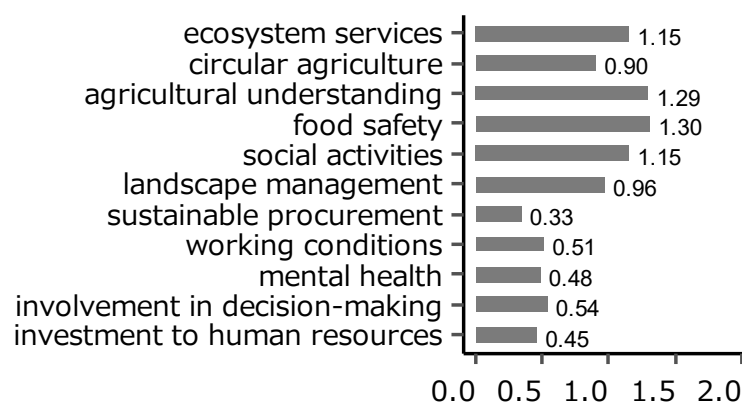 ecosystem services 1.15
circular agriculture 0.90
agricultural understanding 1.29
food safety 1.30
social activities 1.15
landscape management 0.96
sustainable procurement 0.33
working conditions 0.51
mental health 0.48
involvement in decision-making 0.54
investment to human resources 0.45
0.0 0.5 1.0 1.5 2.0